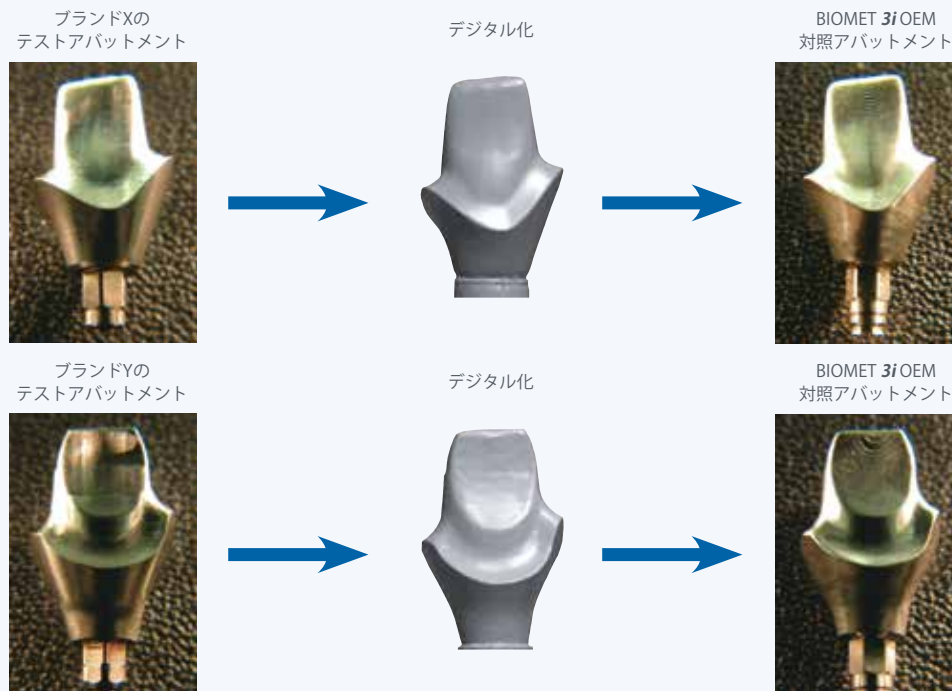 ブランドXの
テストアバットメント
デジタル化
BIOMET 3i OEM
対照アバットメント
ブランドYの
テストアバットメント
デジタル化
BIOMET 3i OEM
対照アバットメント